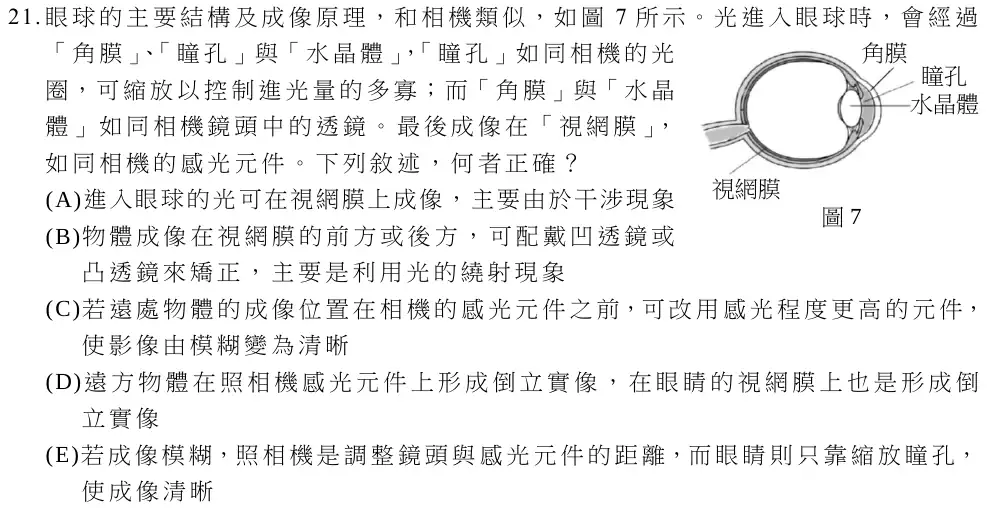 21.眼球的主要結構及成像原理，和相機類似，如圖 7 所示。光進入眼球時，會經過
「角膜」、「瞳孔」與「水晶體」，「瞳孔」如同相機的光
圈，可縮放以控制進光量的多寡；而「角膜」與「水晶
體」如同相機鏡頭中的透鏡。最後成像在「視網膜」，
如同相機的感光元件。下列敘述，何者正確？
角膜
瞳孔
水晶體
視網膜
圖 7
(A)進入眼球的光可在視網膜上成像，主要由於干涉現象
(B)物體成像在視網膜的前方或後方，可配戴凹透鏡或
凸透鏡來矯正，主要是利用光的繞射現象
(C)若遠處物體的成像位置在相機的感光元件之前，可改用感光程度更高的元件，
使影像由模糊變為清晰
(D)遠方物體在照相機感光元件上形成倒立實像，在眼睛的視網膜上也是形成倒
立實像
(E)若成像模糊，照相機是調整鏡頭與感光元件的距離，而眼睛則只靠縮放瞳孔，
使成像清晰